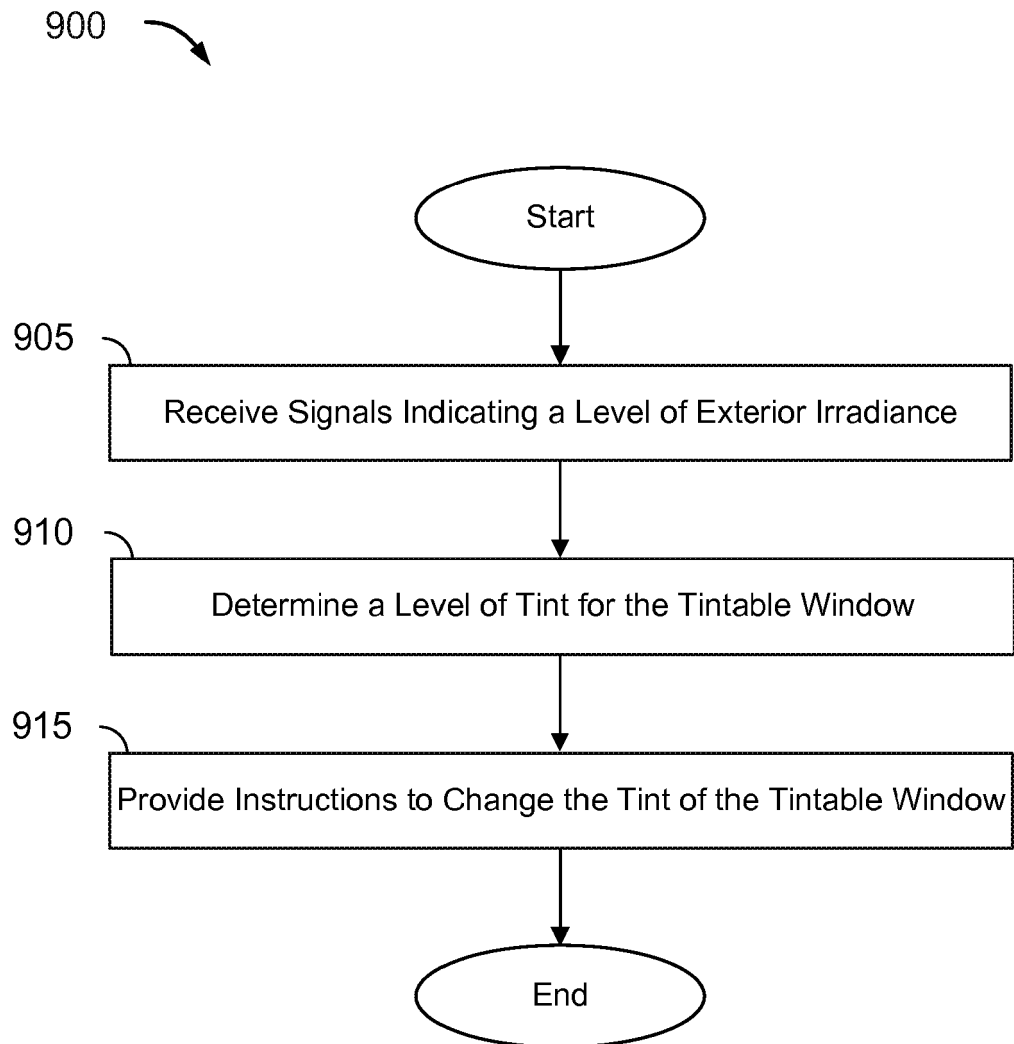 900
Start
905
Receive Signals Indicating a Level of Exterior Irradiance
910
Determine a Level of Tint for the Tintable Window
915
Provide Instructions to Change the Tint of the Tintable Window
End